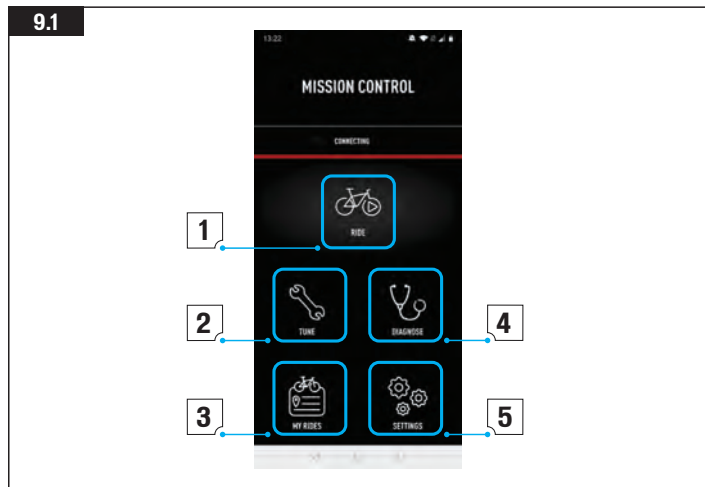 9.1
13:22
MISSION CONTROL
CONNECTING
1
RIDE
2
TUNE
DIAGNOSE
4
3
MY RIDES
SETTINGS
5